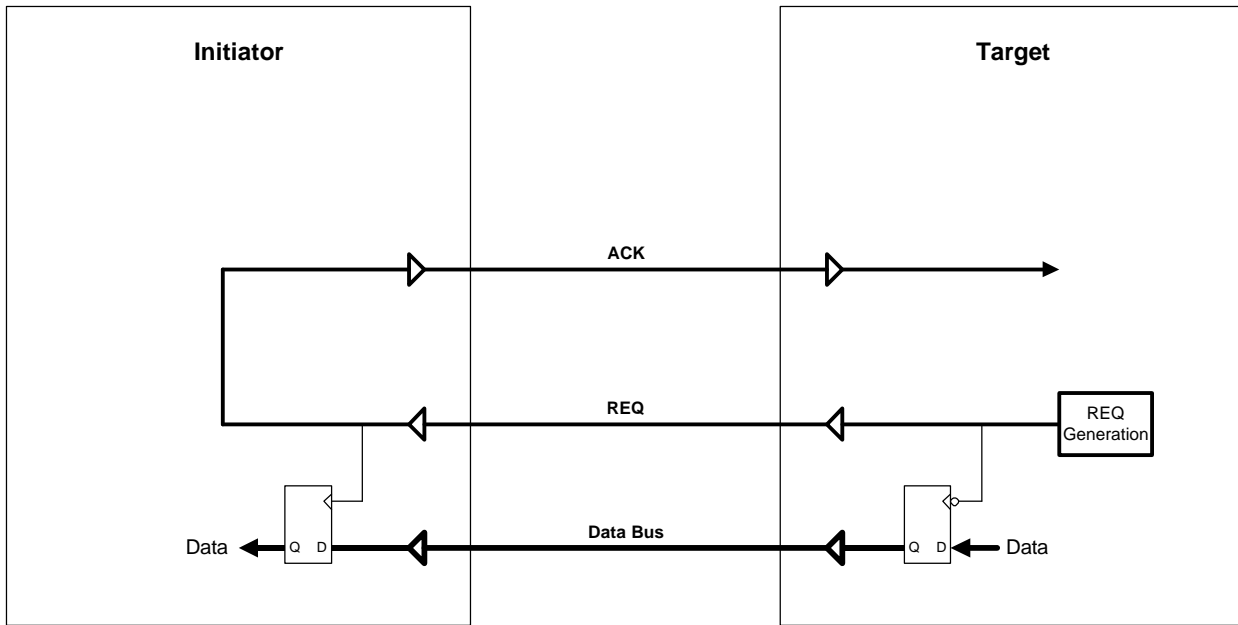 Initiator
Target
ACK
REQ
REQ
Generation
Data Bus
Data
Q D
Q D
Data